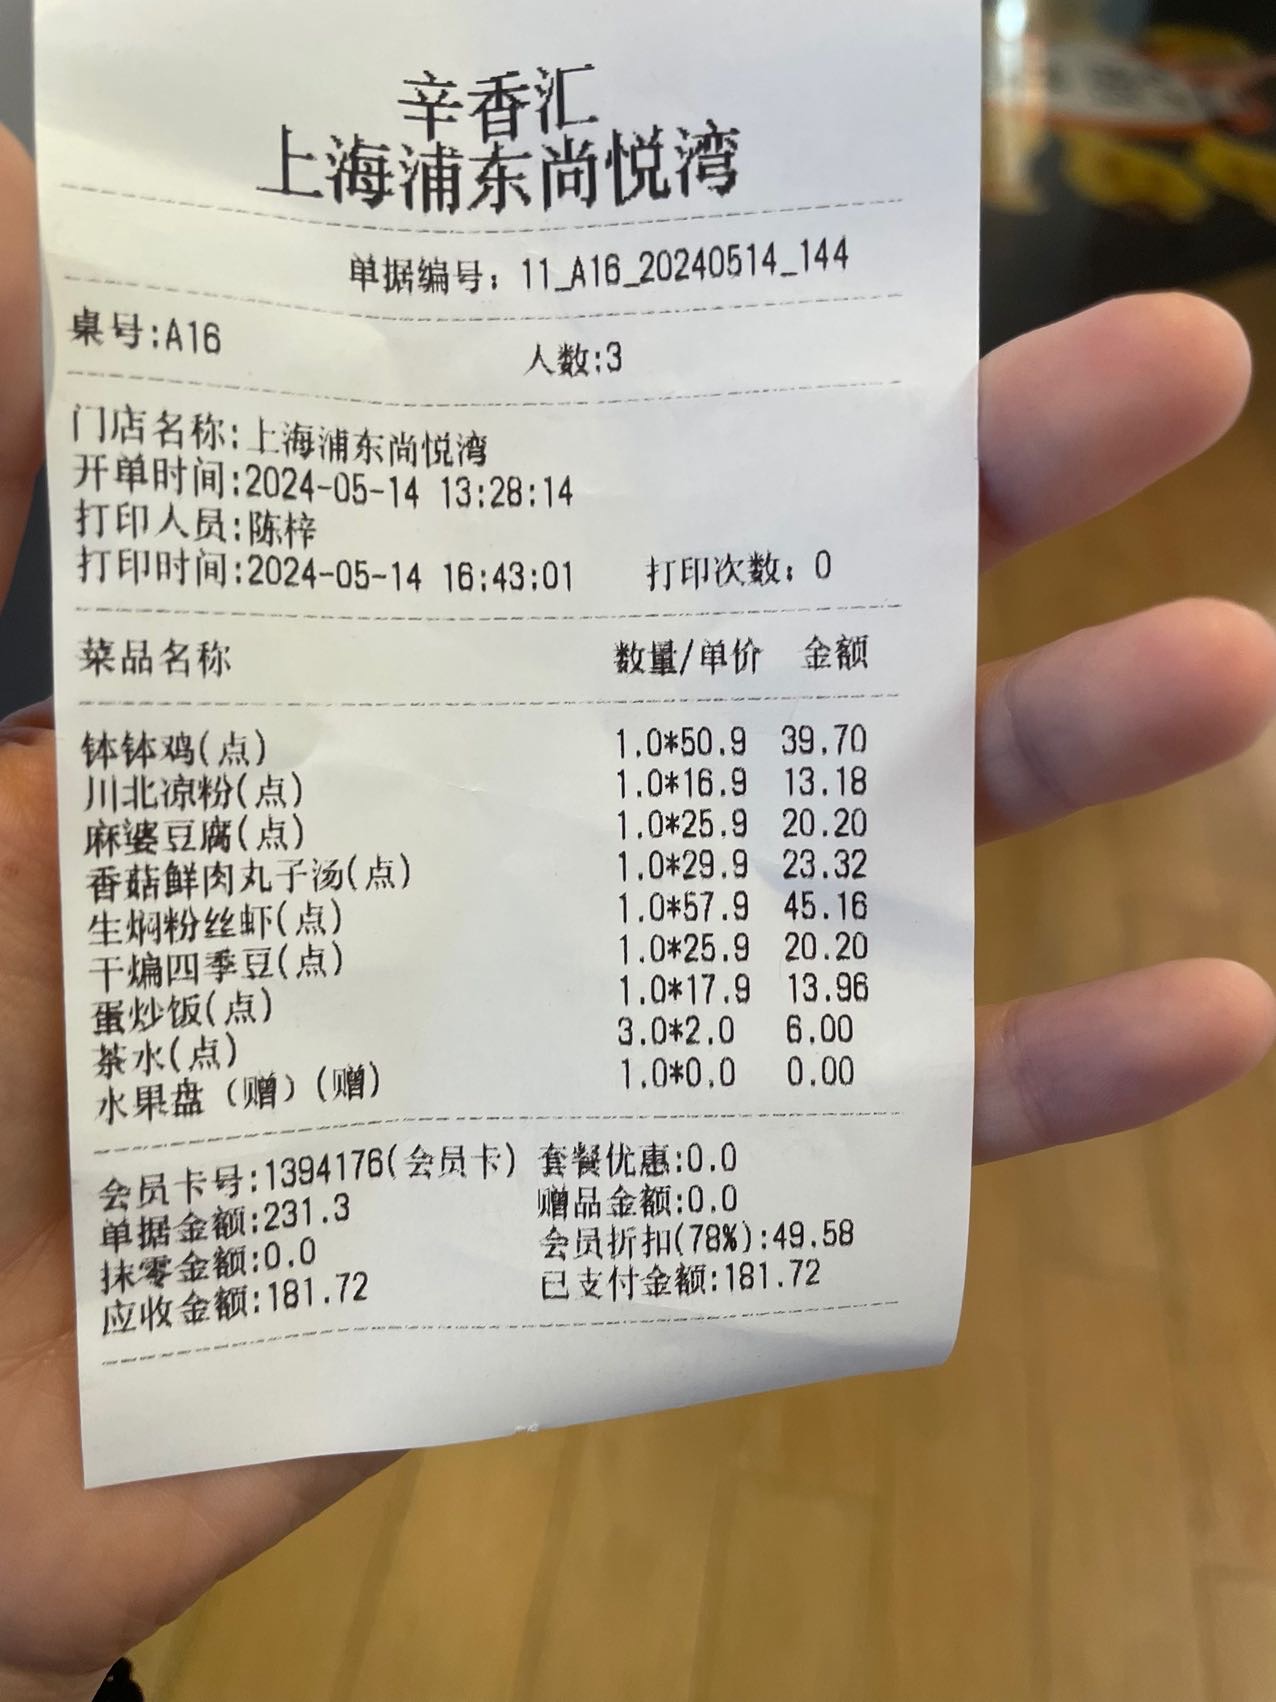 辛香汇
上海浦东尚悦湾
单据编号：11_A16_20240514_144
桌号:A16 人数:3
门店名称:上海浦东尚悦湾
开单时间:2024-05-14 13:28:14
打印人员:陈梓
打印时间:2024-05-14 16:43:01 打印次数：0
菜品名称 数量/单价 金额
钵钵鸡(点) 1.0*50.9 39.70
川北凉粉(点) 1.0*16.9 13.18
麻婆豆腐(点) 1.0*25.9 20.20
香菇鲜肉丸子汤(点) 1.0*29.9 23.32
生焖粉丝虾(点) 1.0*57.9 45.16
干煸四季豆(点) 1.0*25.9 20.20
蛋炒饭(点) 1.0*17.9 13.96
茶水(点) 3.0*2.0 6.00
水果盘（赠）(赠) 1.0*0.0 0.00
会员卡号:1394176(会员卡) 套餐优惠:0.0
单据金额:231.3 赠品金额:0.0
抹零金额:0.0 会员折扣(78%):49.58
应收金额:181.72 已支付金额:181.72